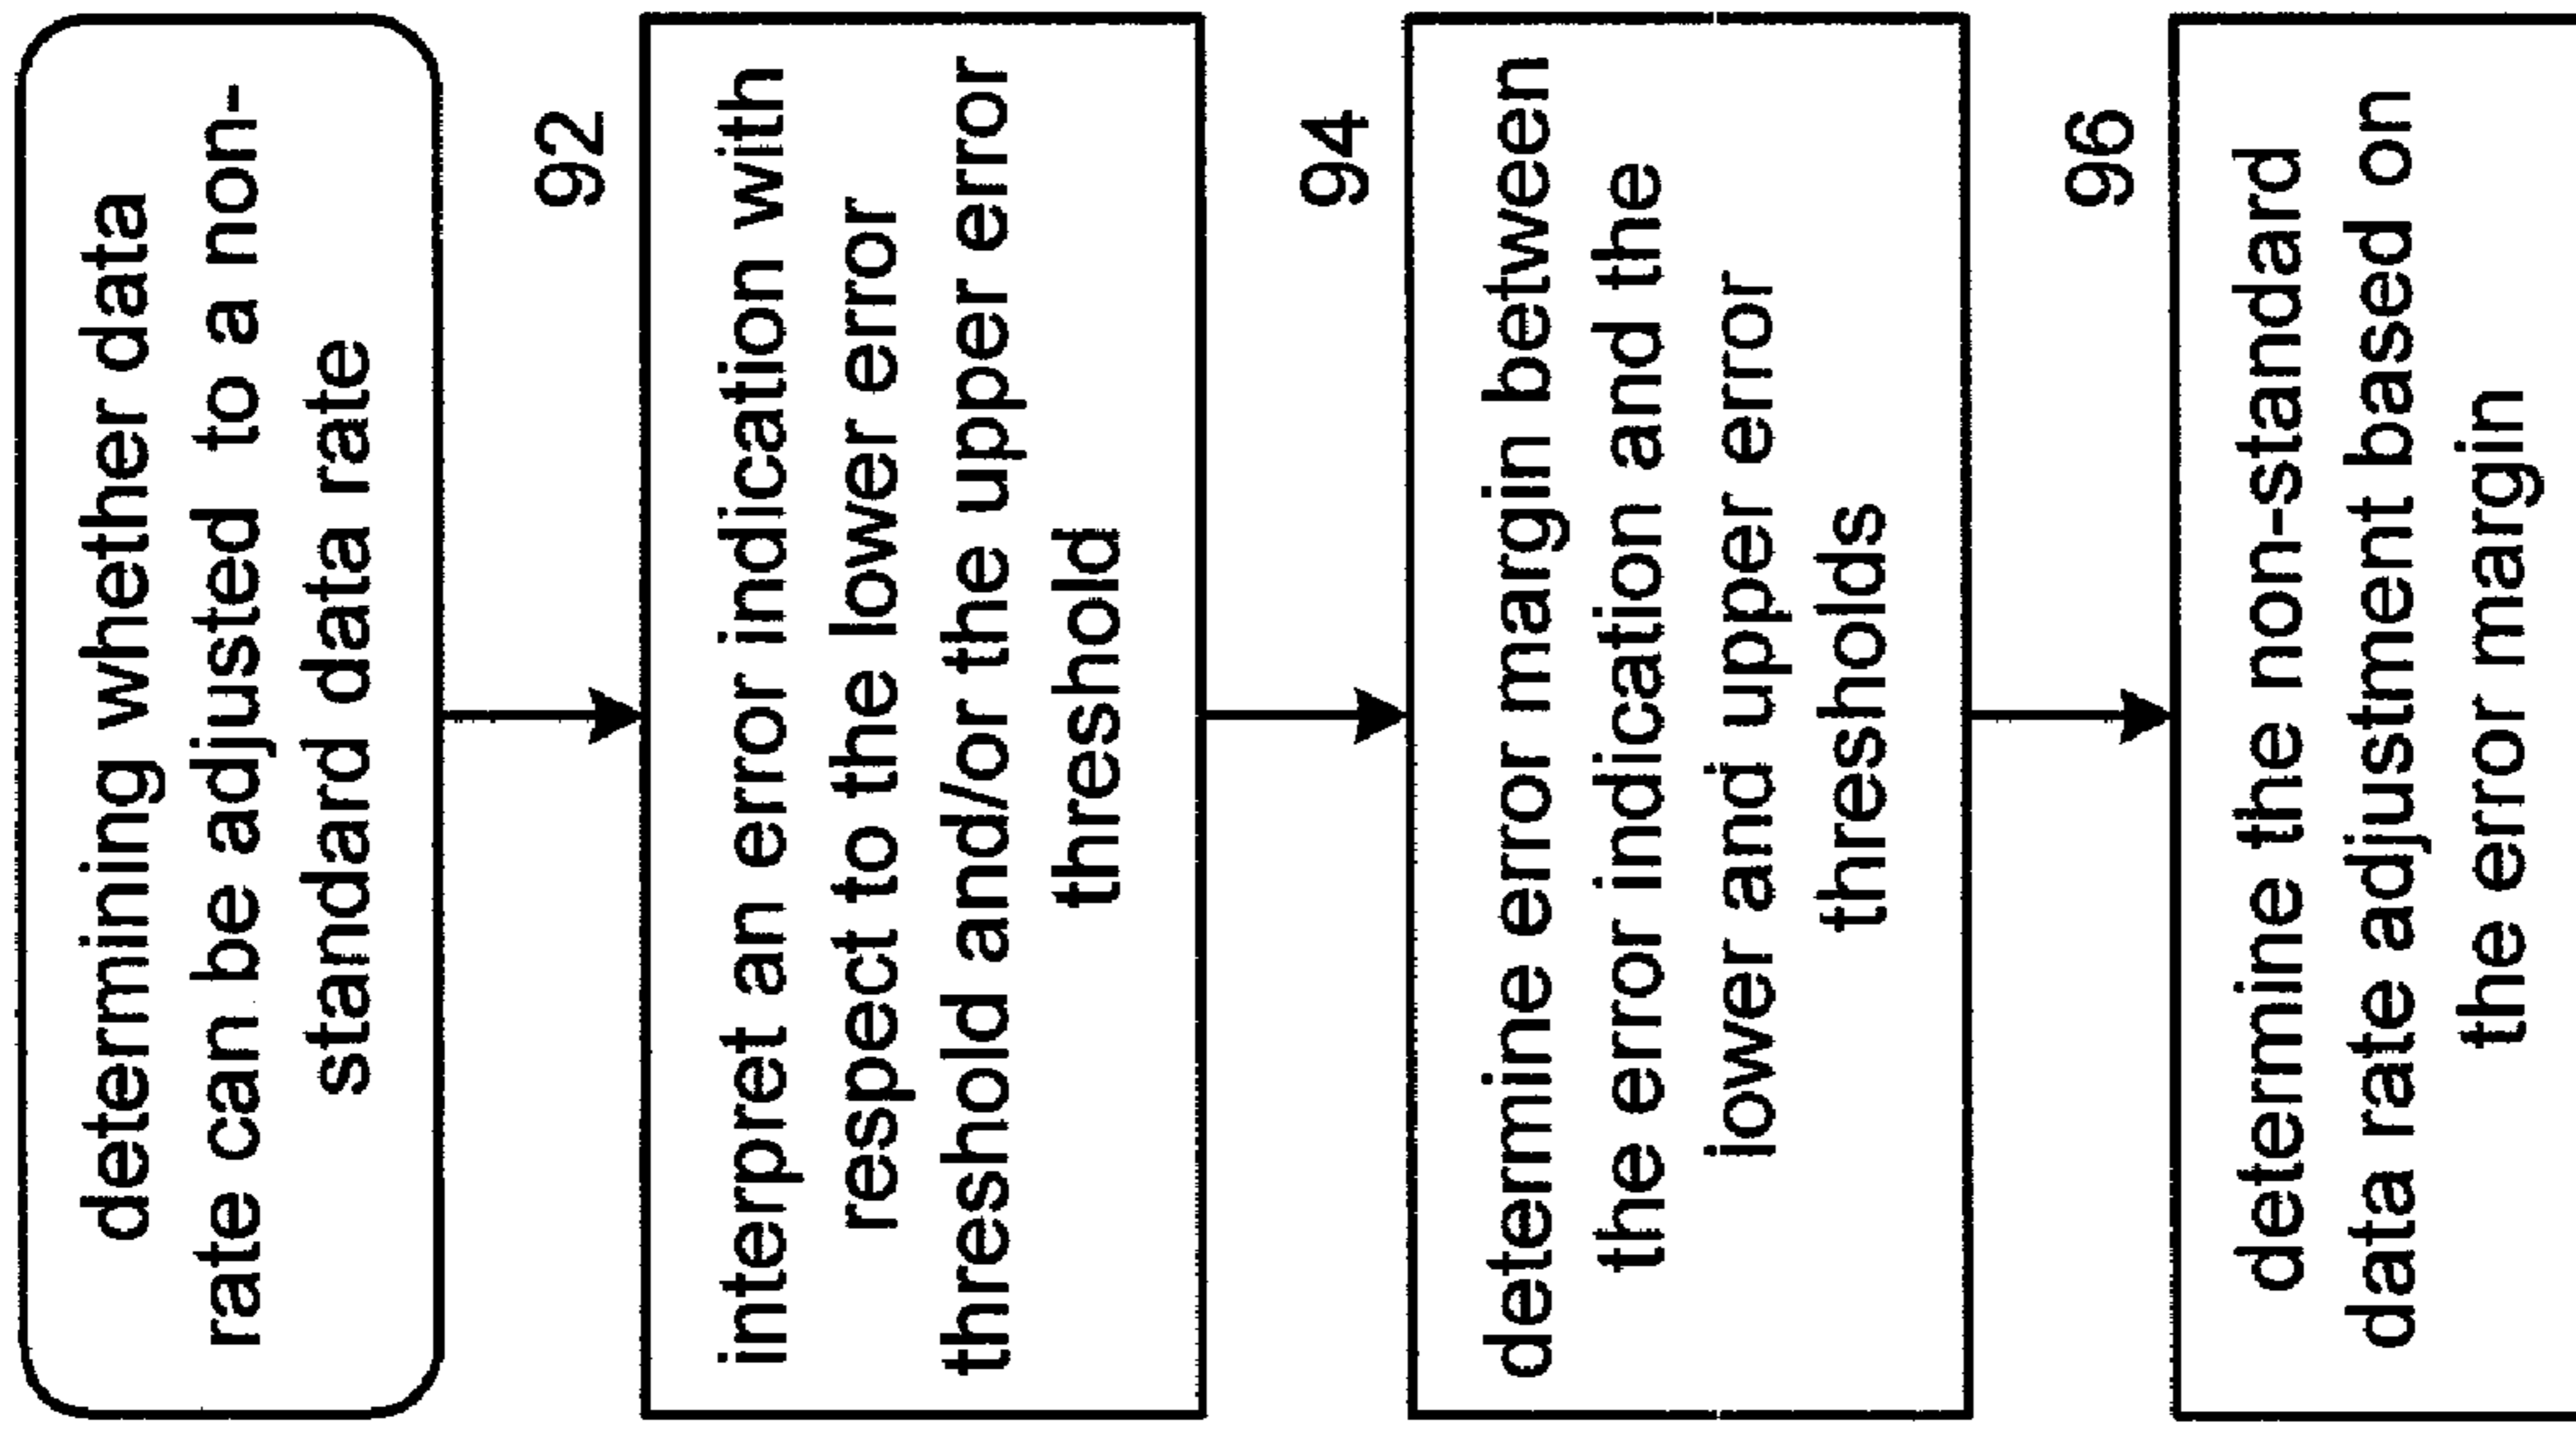 determining whether data
rate can be adjusted to a non-
standard data rate
92
interpret an error indication with
respect to the lower error
threshold and/or the upper error
threshold
94
determine error margin between
the error indication and the
lower and upper error
thresholds
96
determine the non-standard
data rate adjustment based on
the error margin